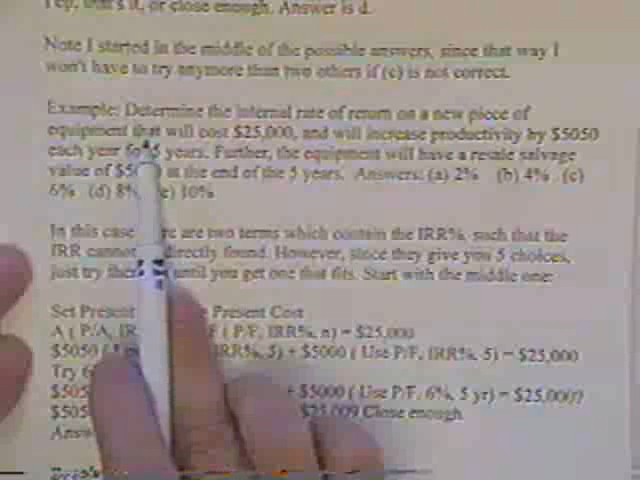 Yep, that's it, or close enough. Answer is d.
Note I started in the middle of the possible answers, since that way I
won't have to try anymore than two others if (c) is not correct.
Example: Determine the internal rate of return on a new piece of
equipment that will cost $25,000, and will increase productivity by $5050
each year 5 years. Further, the equipment will have a resale salvage
value of at the end of the 5 years. Answers: (a) 2% (b) 4% (c)
6% (d) 8% 10%
In this case are two terms which contain the IRR%, such that the
IRR cannot directly found. However, since they give you 5 choices,
just try until you get one that fits. Start with the middle one:
Set Present Present Cost
A ( P/A, F ( P/F, IRR%, n) = $25,000
$5050 ( IRR%, 5) + $5000 ( Use P/F, IRR%, 5) = $25,000
Try
+ $5000 ( Use P/F, 6%, 5 yr) = $25,000?
$25,009 Close enough